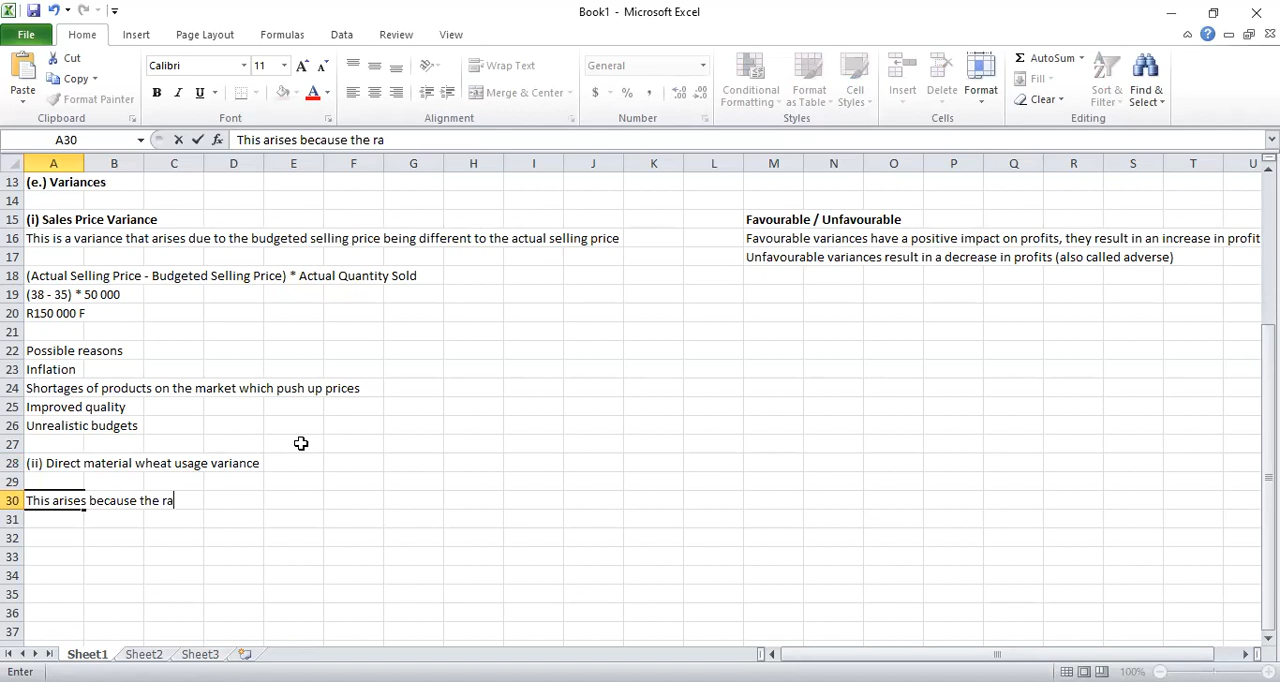 Book1 - Microsoft Excel
File Home Insert Page Layout Formulas Data Review View
Paste
Cut
Copy
Format Painter
Clipboard
Calibri 11
B I U
Font
Wrap Text
Merge & Center
Alignment
General
$ % ,
Number
Conditional Formatting
Format as Table
Cell Styles
Styles
Insert Delete Format
Cells
Σ AutoSum
Fill
Clear
Sort & Filter
Find & Select
Editing
A30 fx This arises because the ra
A B C D E F G H I J K L M N O P Q R S T U
13 (e.) Variances
14
15 (i) Sales Price Variance Favourable / Unfavourable
16 This is a variance that arises due to the budgeted selling price being different to the actual selling price Favourable variances have a positive impact on profits, they result in an increase in profit
17 Unfavourable variances result in a decrease in profits (also called adverse)
18 (Actual Selling Price - Budgeted Selling Price) * Actual Quantity Sold
19 (38 - 35) * 50 000
20 R150 000 F
21
22 Possible reasons
23 Inflation
24 Shortages of products on the market which push up prices
25 Improved quality
26 Unrealistic budgets
27
28 (ii) Direct material wheat usage variance
29
30 This arises because the ra
31
32
33
34
35
36
37
Sheet1 Sheet2 Sheet3
Enter 100%